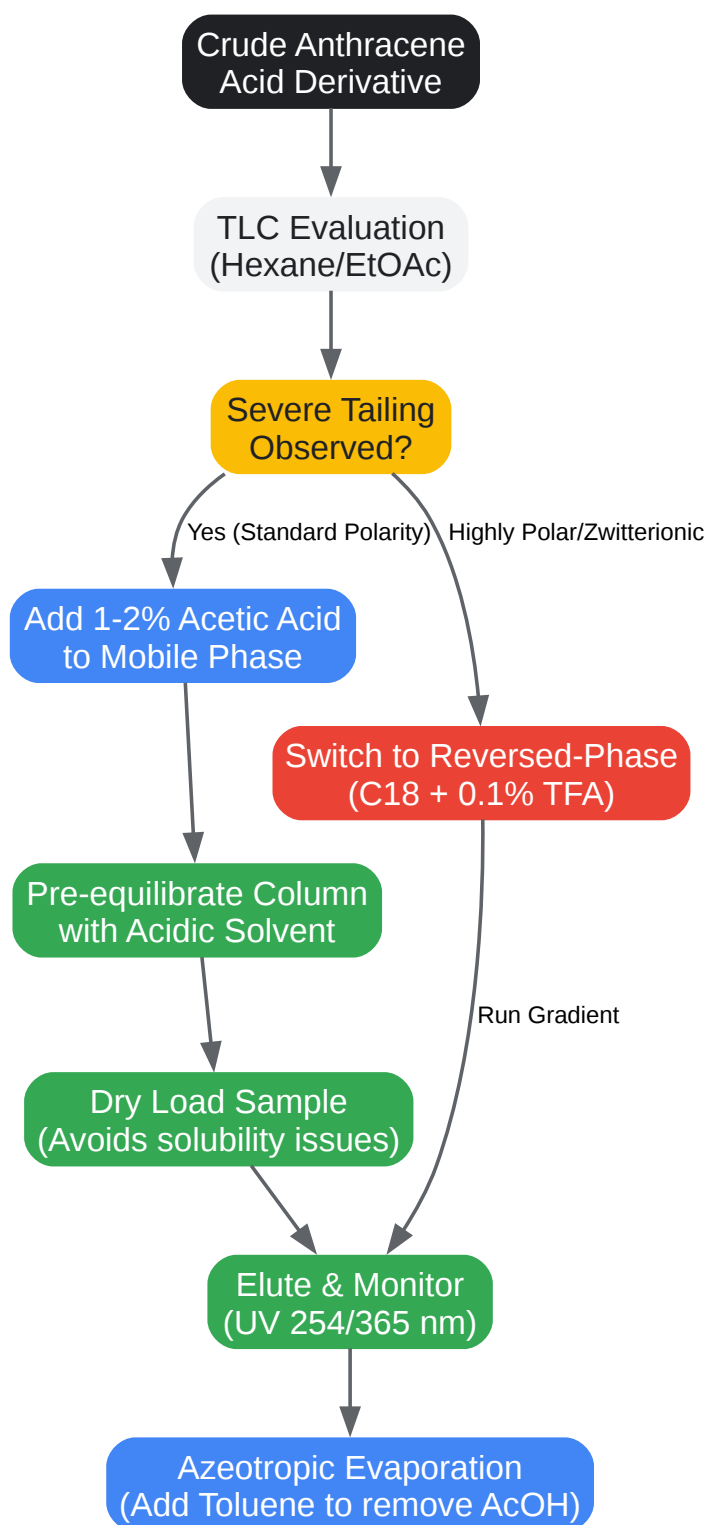 Crude Anthracene
Acid Derivative
TLC Evaluation
(Hexane/EtOAc)
Severe Tailing
Observed?
Yes (Standard Polarity)
Highly Polar/Zwitterionic
Add 1-2% Acetic Acid
to Mobile Phase
Switch to Reversed-Phase
(C18 + 0.1% TFA)
Pre-equilibrate Column
with Acidic Solvent
Run Gradient
Dry Load Sample
(Avoids solubility issues)
Elute & Monitor
(UV 254/365 nm)
Azeotropic Evaporation
(Add Toluene to remove AcOH)